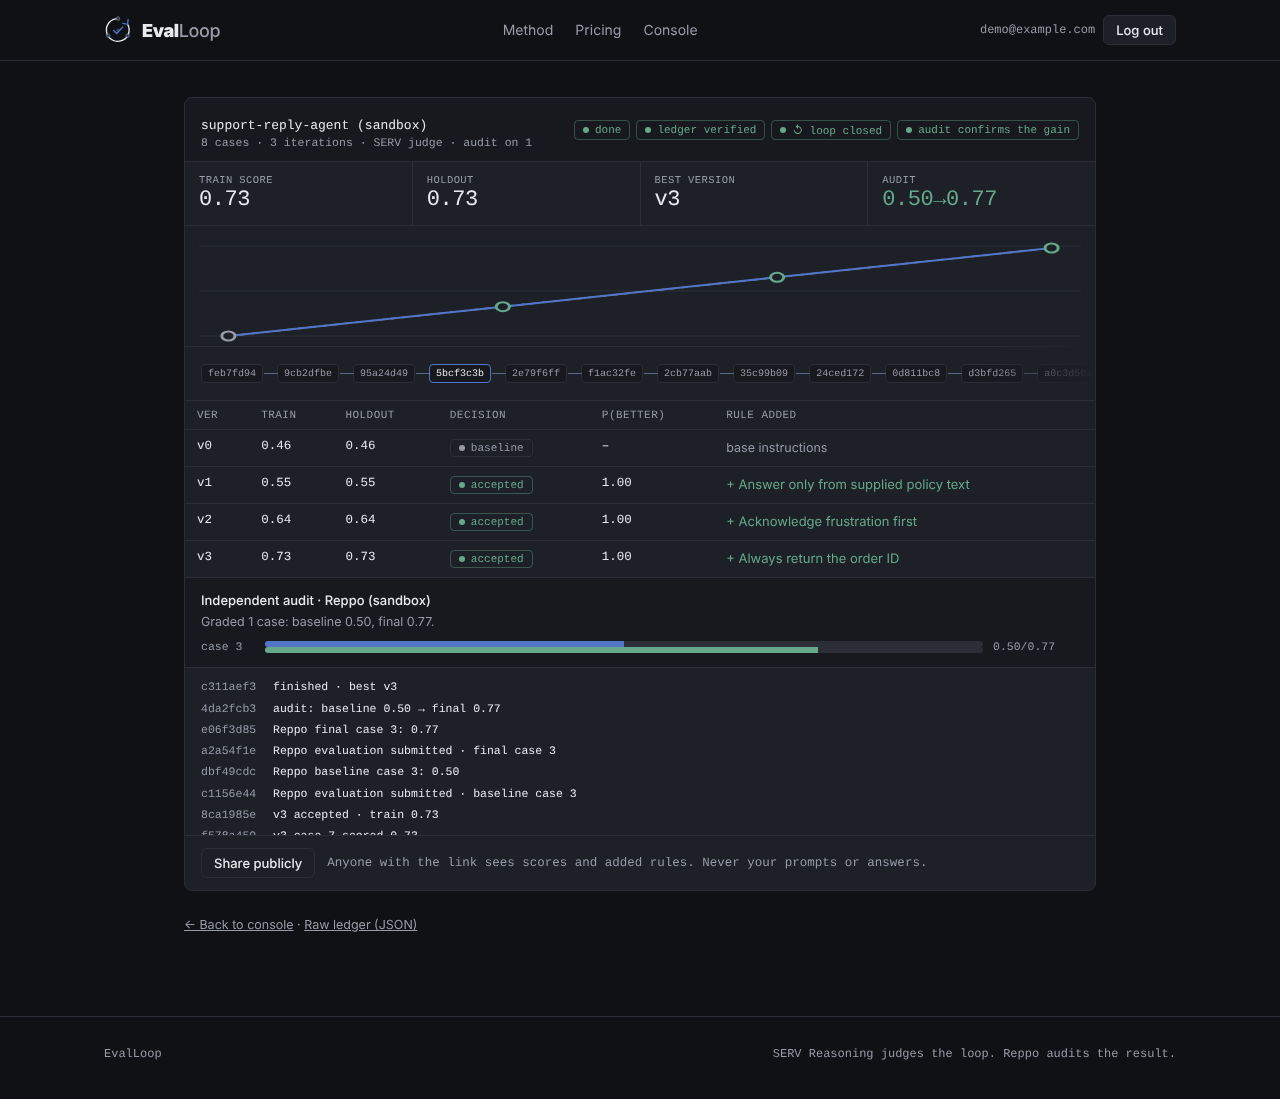 EvalLoop
Method Pricing Console
demo@example.com Log out
support-reply-agent (sandbox)
8 cases · 3 iterations · SERV judge · audit on 1
done ledger verified ↺ loop closed audit confirms the gain
TRAIN SCORE HOLDOUT BEST VERSION AUDIT
0.73 0.73 v3 0.50→0.77
feb7fd94 9cb2dfbe 95a24d49 5bcf3c3b 2e79f6ff f1ac32fe 2cb77aab 35c99b09 24ced172 0d811bc8 d3bfd265
VER TRAIN HOLDOUT DECISION P(BETTER) RULE ADDED
v0 0.46 0.46 baseline – base instructions
v1 0.55 0.55 accepted 1.00 + Answer only from supplied policy text
v2 0.64 0.64 accepted 1.00 + Acknowledge frustration first
v3 0.73 0.73 accepted 1.00 + Always return the order ID
Independent audit · Reppo (sandbox)
Graded 1 case: baseline 0.50, final 0.77.
case 3 0.50/0.77
c311aef3 finished · best v3
4da2fcb3 audit: baseline 0.50 → final 0.77
e06f3d85 Reppo final case 3: 0.77
a2a54f1e Reppo evaluation submitted · final case 3
dbf49cdc Reppo baseline case 3: 0.50
c1156e44 Reppo evaluation submitted · baseline case 3
8ca1985e v3 accepted · train 0.73
v3 case 7 scored 0.73
Share publicly Anyone with the link sees scores and added rules. Never your prompts or answers.
← Back to console · Raw ledger (JSON)
EvalLoop SERV Reasoning judges the loop. Reppo audits the result.